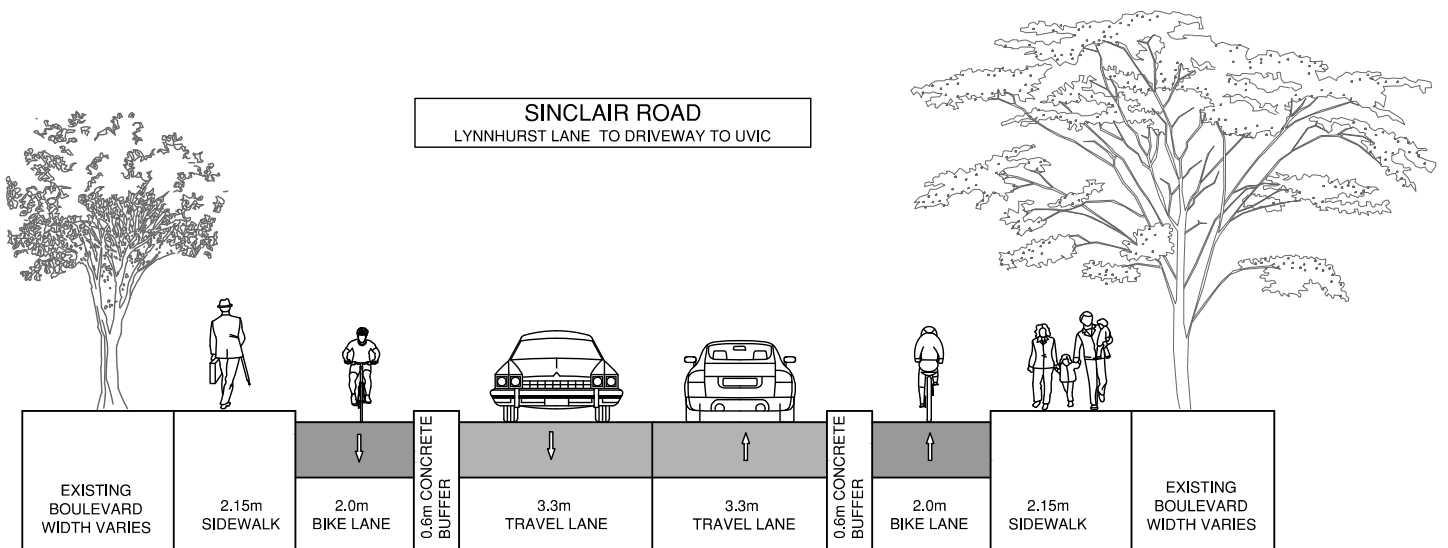 SINCLAIR ROAD
LYNNHURST LANE TO DRIVEWAY TO UVIC
EXISTING
BOULEVARD
WIDTH VARIES
2.15m
SIDEWALK
2.0m
BIKE LANE
0.6m CONCRETE
BUFFER
3.3m
TRAVEL LANE
3.3m
TRAVEL LANE
0.6m CONCRETE
BUFFER
2.0m
BIKE LANE
2.15m
SIDEWALK
EXISTING
BOULEVARD
WIDTH VARIES